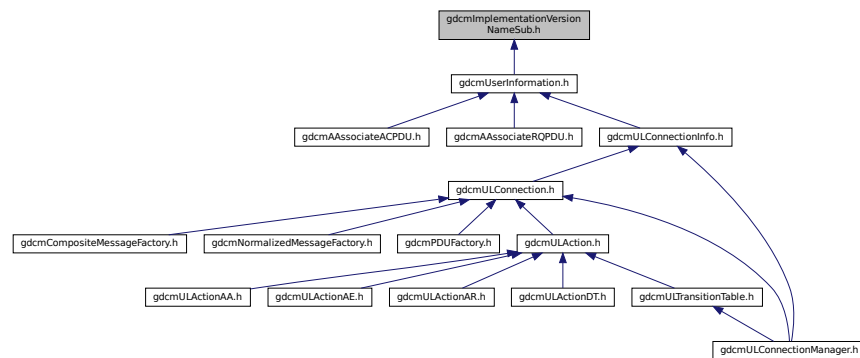 gdcmImplementationVersion
NameSub.h
gdcmUserInformation.h
gdcmAAssociateACPDU.h
gdcmAAssociateRQPDU.h
gdcmULConnectionInfo.h
gdcmULConnection.h
gdcmCompositeMessageFactory.h
gdcmNormalizedMessageFactory.h
gdcmPDUFactory.h
gdcmULAction.h
gdcmULActionAA.h
gdcmULActionAE.h
gdcmULActionAR.h
gdcmULActionDT.h
gdcmULTransitionTable.h
gdcmULConnectionManager.h